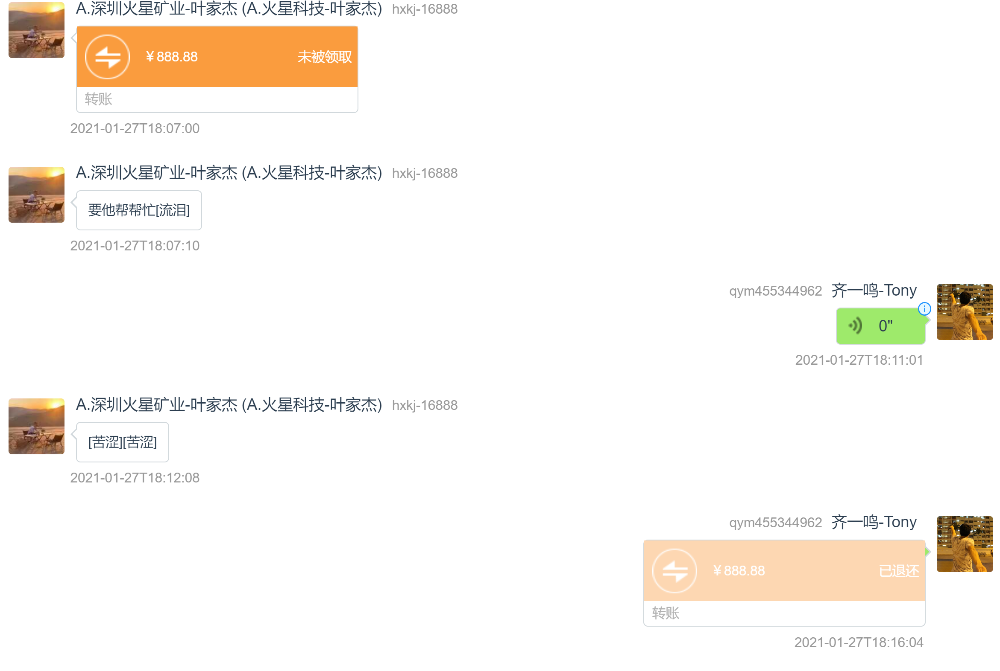 A.深圳火星矿业-叶家杰 (A.火星科技-叶家杰) hxkj-16888
¥ 888.88 未被领取
转账
2021-01-27T18:07:00
A.深圳火星矿业-叶家杰 (A.火星科技-叶家杰) hxkj-16888
要他帮帮忙[流泪]
2021-01-27T18:07:10
qym455344962 齐一鸣-Tony
0"
2021-01-27T18:11:01
A.深圳火星矿业-叶家杰 (A.火星科技-叶家杰) hxkj-16888
[苦涩][苦涩]
2021-01-27T18:12:08
qym455344962 齐一鸣-Tony
¥ 888.88 已退还
转账
2021-01-27T18:16:04